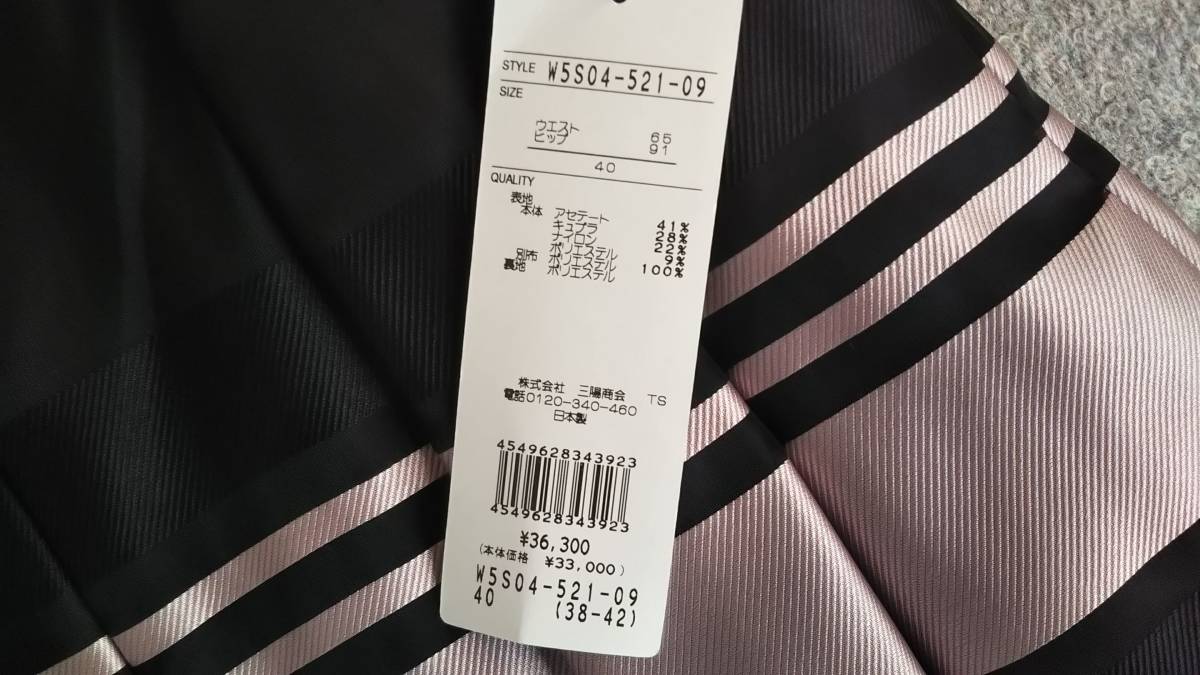 STYLE W5S04-521-09
SIZE
ウエスト 65
ヒップ 91
40
QUALITY
表地
本体 アセテート 41%
キュプラ 28%
ナイロン 22%
ポリエステル 9%
別布 ポリエステル 100%
裏地 ポリエステル
株式会社 三陽商会 TS
電話0120-340-460
日本製
4549628343923
4549628343923
¥36,300
(本体価格 ¥33,000)
W5S04-521-09
40 (38-42)